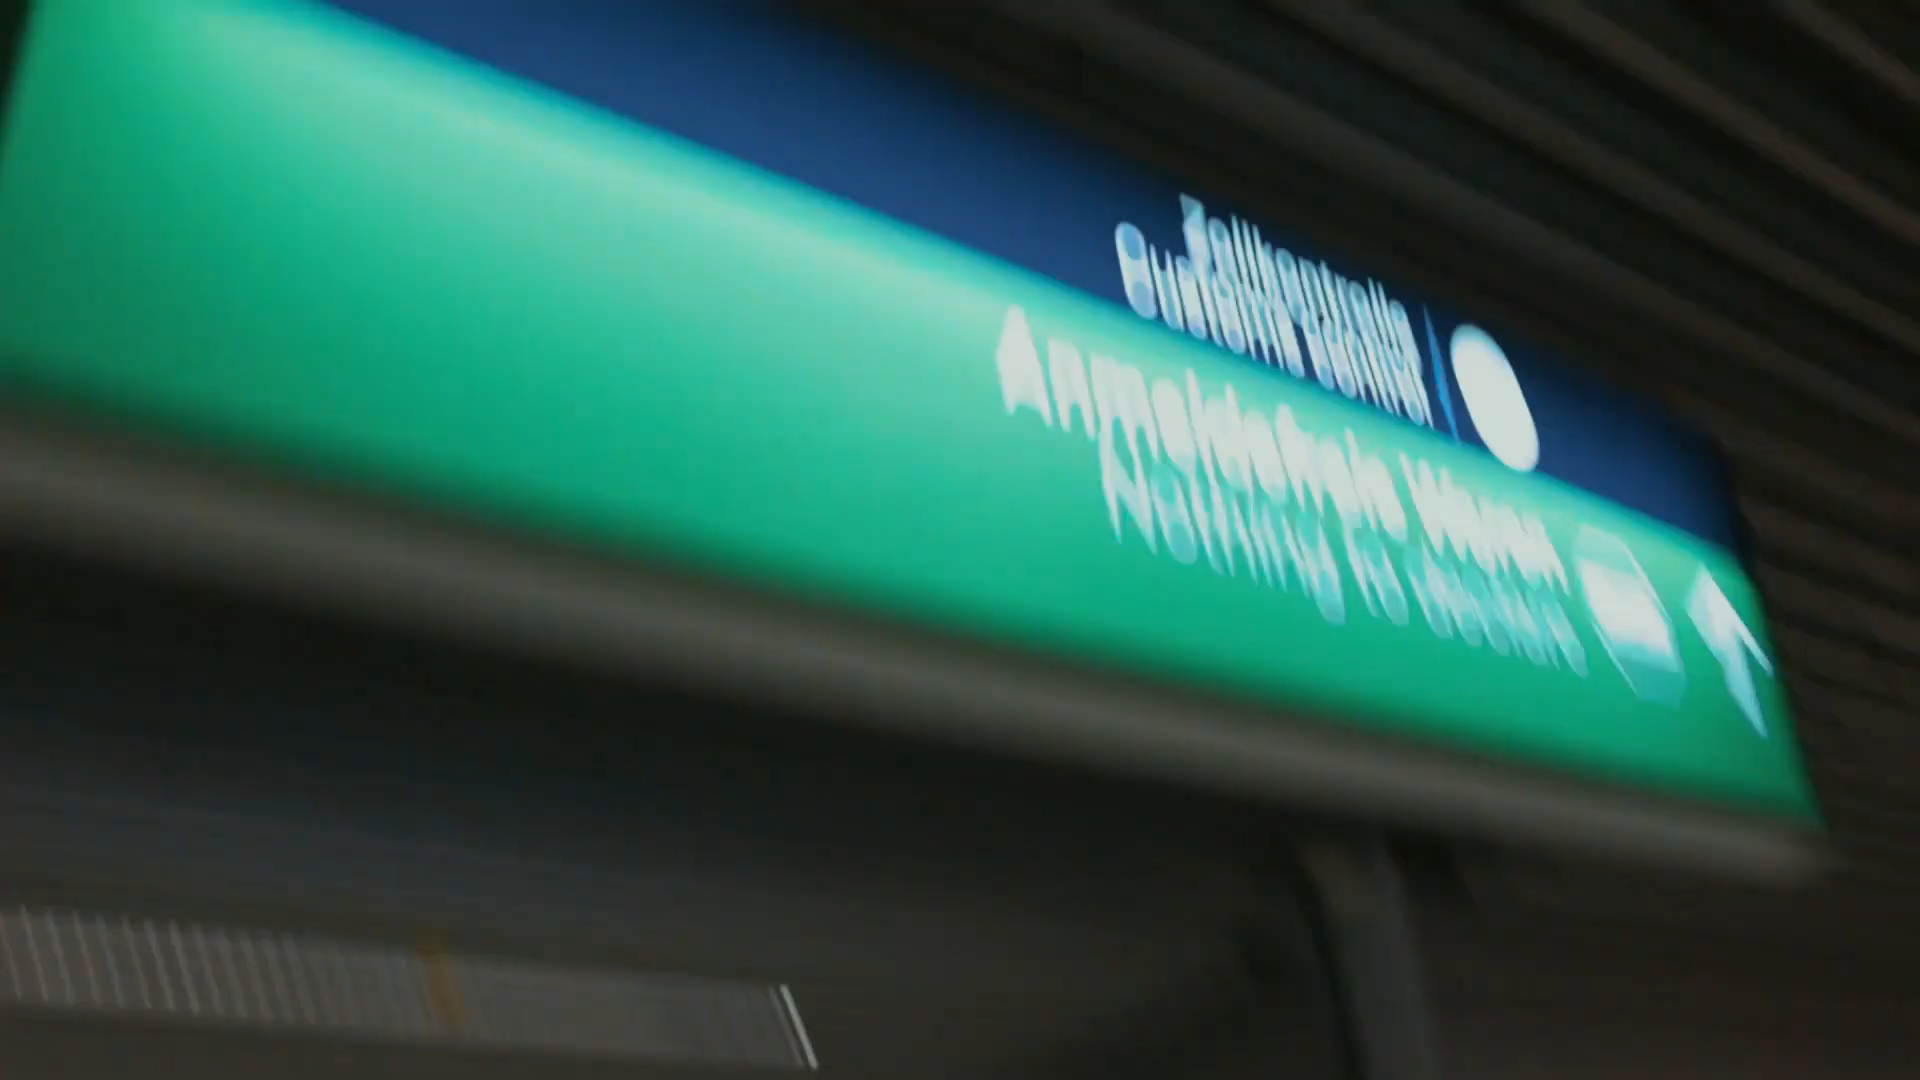 Zollkontrolle
Customs control
Anmeldefreie Waren
Nothing to declare